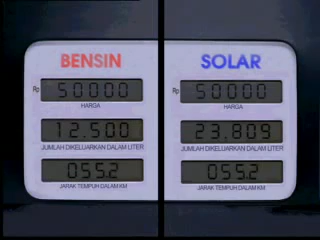 BENSIN
Rp 50000
HARGA
12.500
JUMLAH DIKELUARKAN DALAM LITER
055.2
JARAK TEMPUH DALAM KM
SOLAR
Rp 50000
HARGA
23.809
JUMLAH DIKELUARKAN DALAM LITER
055.2
JARAK TEMPUH DALAM KM